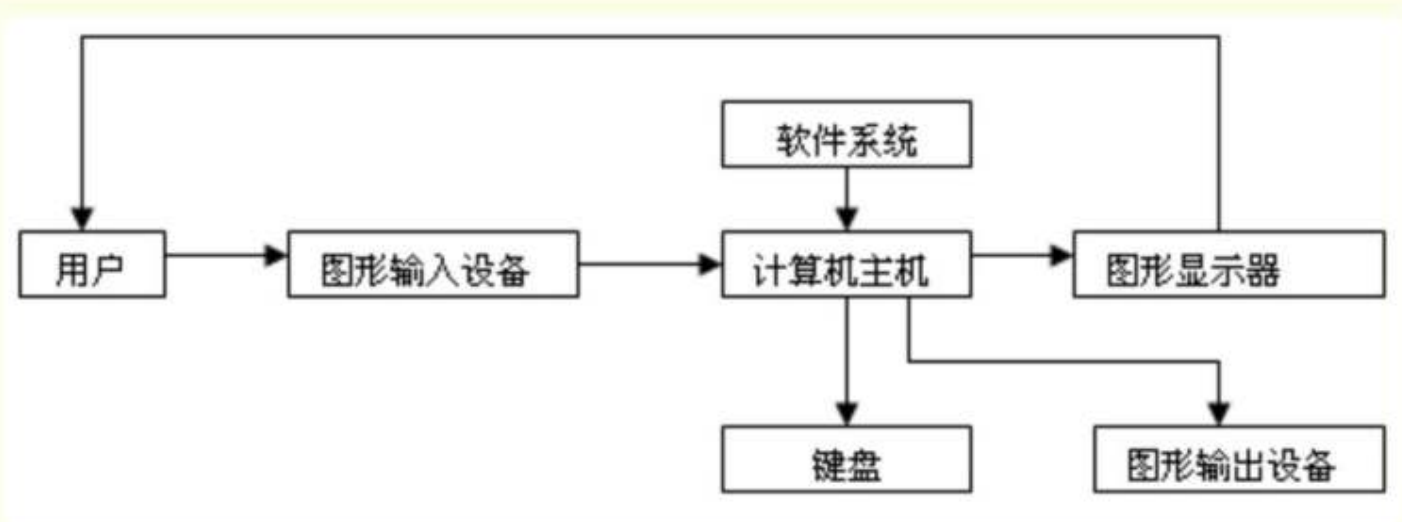 软件系统
用户
图形输入设备
计算机主机
图形显示器
键盘
图形输出设备